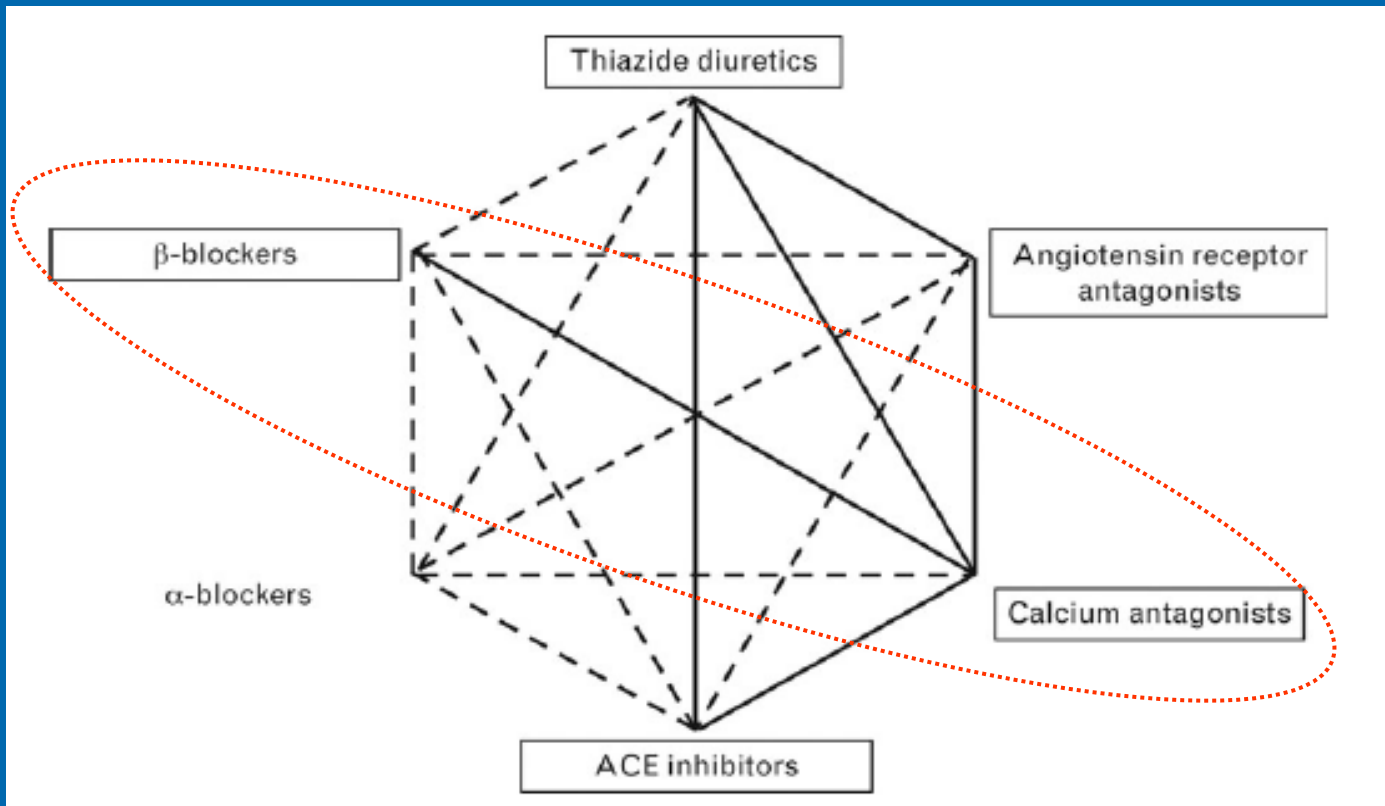 Thiazide diuretics
β-blockers
Angiotensin receptor
antagonists
α-blockers
Calcium antagonists
ACE inhibitors